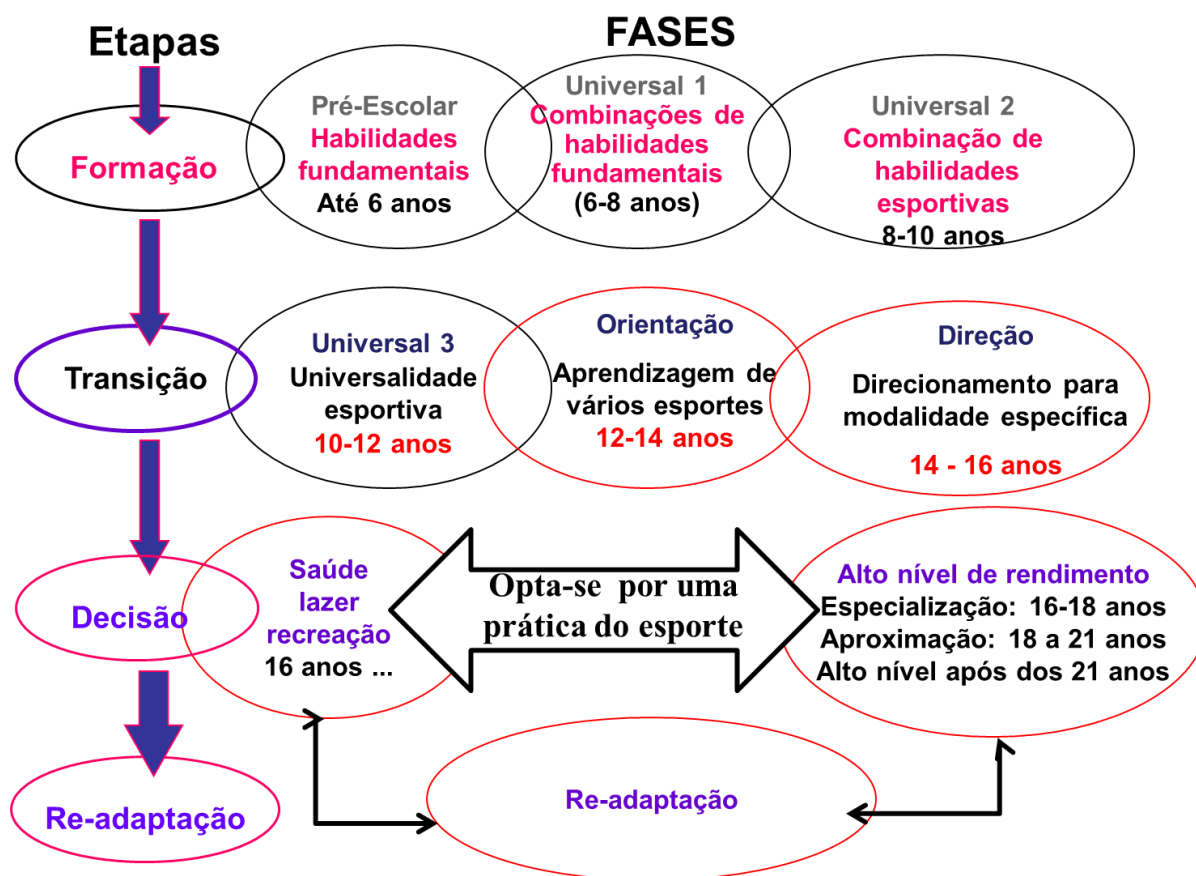 Etapas
FASES
Formação
Pré-Escolar
Habilidades
fundamentais
Até 6 anos
Universal 1
Combinações de
habilidades
fundamentais
(6-8 anos)
Universal 2
Combinação de
habilidades
esportivas
8-10 anos
Transição
Universal 3
Universalidade
esportiva
10-12 anos
Orientação
Aprendizagem de
vários esportes
12-14 anos
Direção
Direcionamento para
modalidade específica
14 - 16 anos
Decisão
Saúde
lazer
recreação
16 anos ...
Opta-se por uma
prática do esporte
Alto nível de rendimento
Especialização: 16-18 anos
Aproximação: 18 a 21 anos
Alto nível após dos 21 anos
Re-adaptação
Re-adaptação